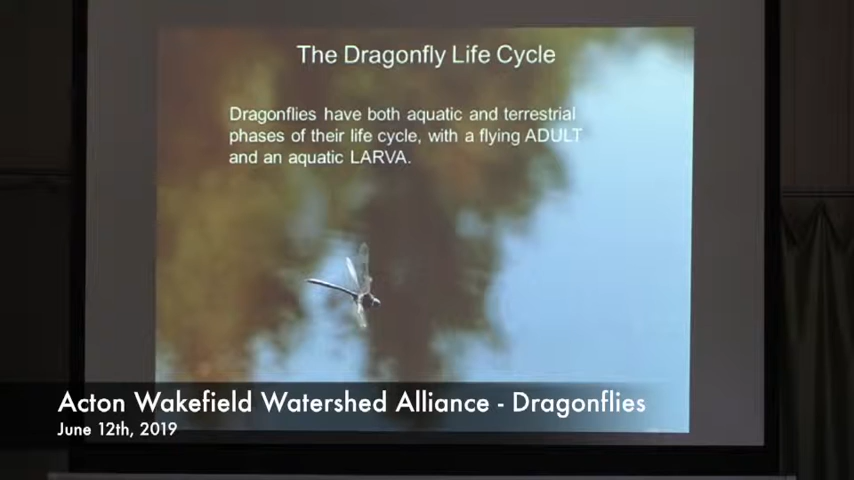 The Dragonfly Life Cycle
Dragonflies have both aquatic and terrestrial
phases of their life cycle, with a flying ADULT
and an aquatic LARVA.
Acton Wakefield Watershed Alliance - Dragonflies
June 12th, 2019